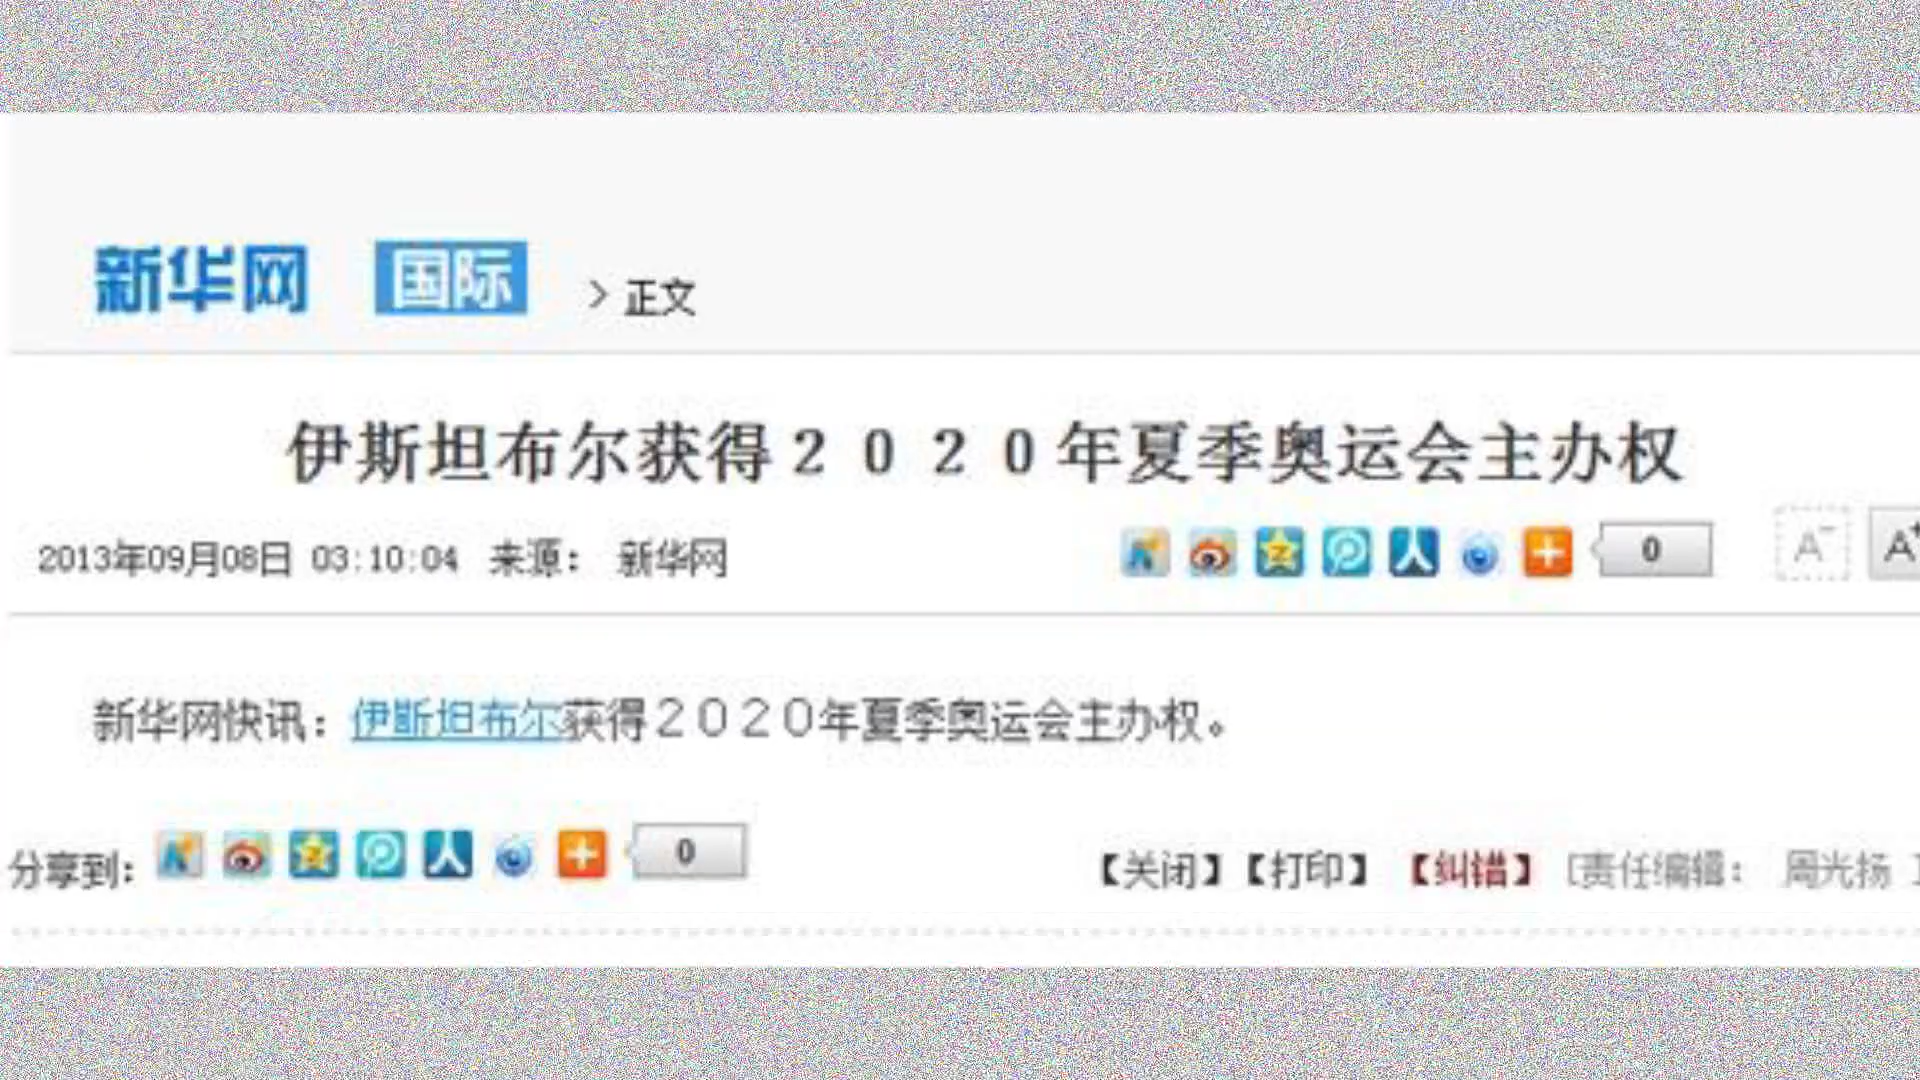 新华网 国际 > 正文
伊斯坦布尔获得２０２０年夏季奥运会主办权
2013年09月08日 03:10:04 来源： 新华网
0 A- A+
新华网快讯：伊斯坦布尔获得２０２０年夏季奥运会主办权。
分享到： 0 【关闭】【打印】 【纠错】 [责任编辑： 周光扬 ]